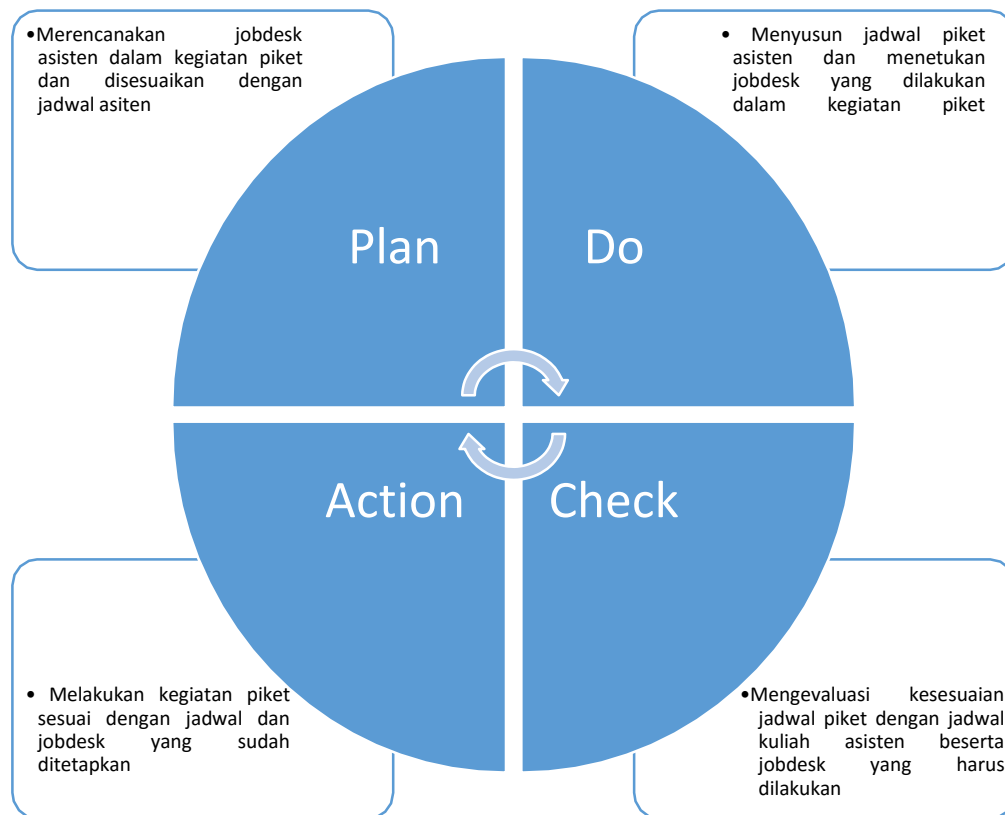 •Merencanakan jobdesk
asisten dalam kegiatan piket
dan disesuaikan dengan
jadwal asiten
• Menyusun jadwal piket
asisten dan menetukan
jobdesk yang dilakukan
dalam kegiatan piket
Plan
Do
Action
Check
• Melakukan kegiatan piket
sesuai dengan jadwal dan
jobdesk yang sudah
ditetapkan
•Mengevaluasi kesesuaian
jadwal piket dengan jadwal
kuliah asisten beserta
jobdesk yang harus
dilakukan